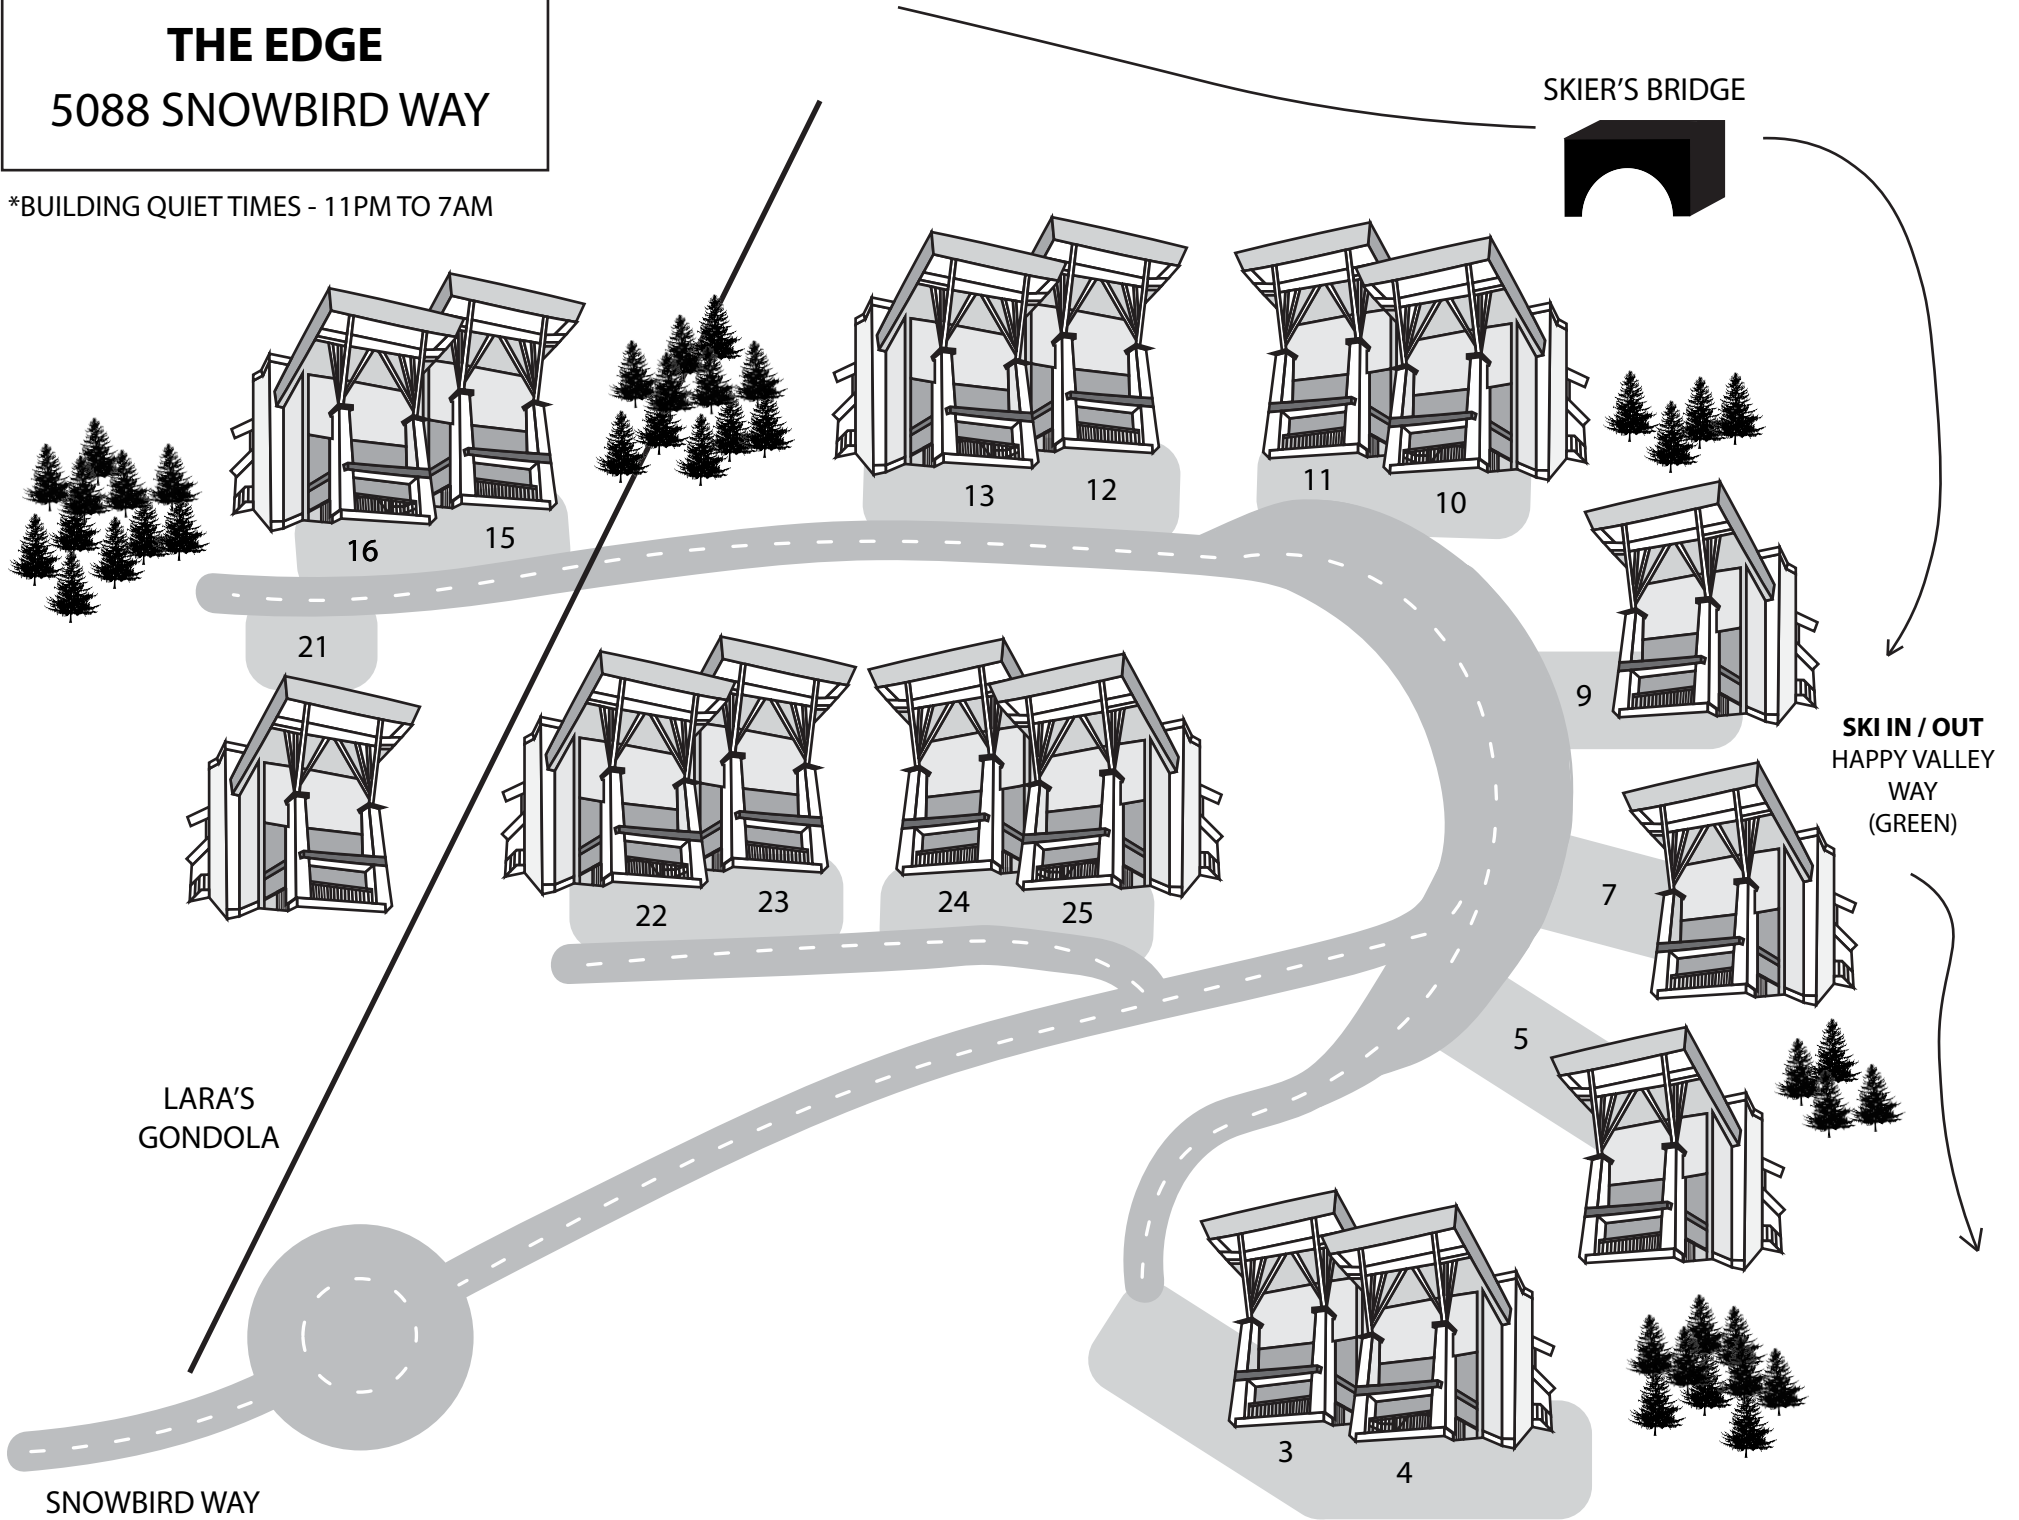 THE EDGE
5088 SNOWBIRD WAY
*BUILDING QUIET TIMES - 11PM TO 7AM
SKIER’S BRIDGE
13
12
11
10
16
15
21
9
SKI IN / OUT
HAPPY VALLEY
WAY
(GREEN)
22
23
24
25
7
5
LARA’S
GONDOLA
3
4
SNOWBIRD WAY